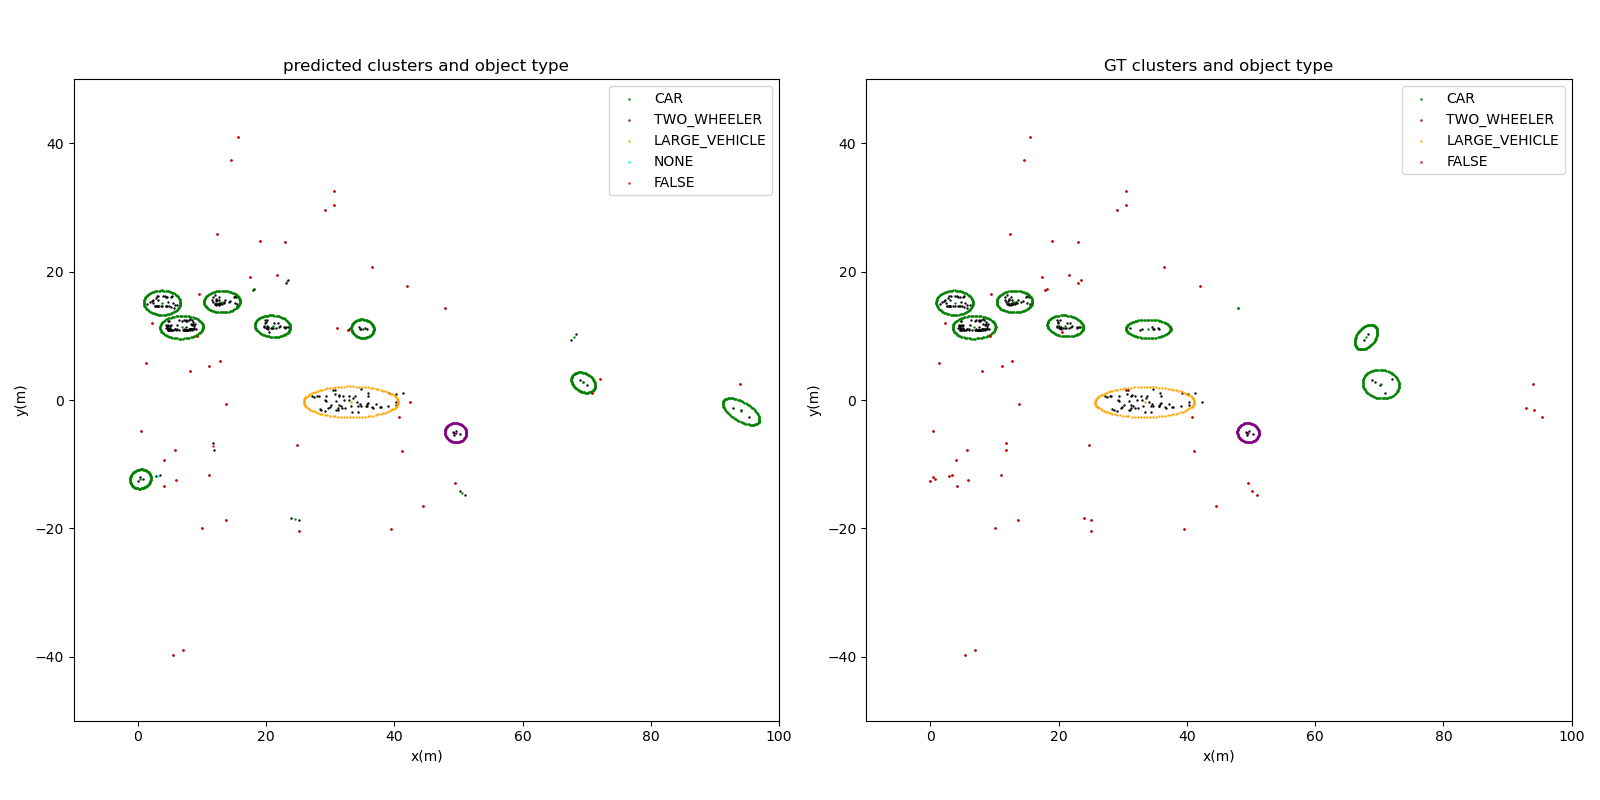 predicted clusters and object type
CAR
TWO_WHEELER
LARGE_VEHICLE
NONE
FALSE
40
20
0
−20
−40
y(m)
0
20
40
60
80
100
x(m)
GT clusters and object type
CAR
TWO_WHEELER
LARGE_VEHICLE
FALSE
40
20
0
−20
−40
y(m)
0
20
40
60
80
100
x(m)